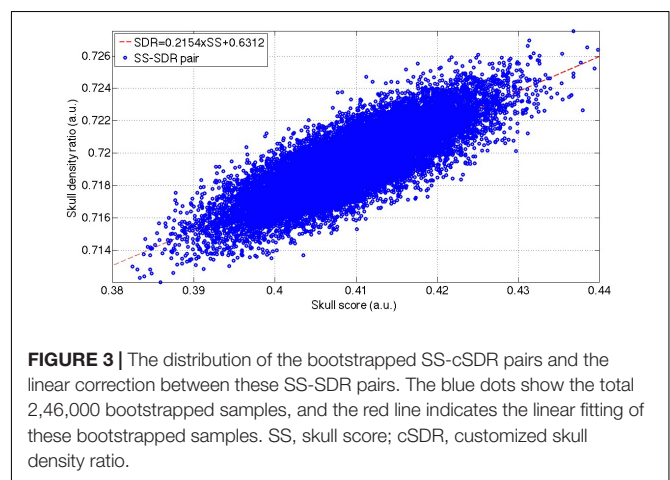 0.726
0.724
0.722
0.72
0.718
0.716
0.714
Skull density ratio (a.u.)
SDR=0.2154xSS+0.6312
SS-SDR pair
0.38 0.39 0.4 0.41 0.42 0.43 0.44
Skull score (a.u.)
FIGURE 3 | The distribution of the bootstrapped SS-cSDR pairs and the
linear correction between these SS-SDR pairs. The blue dots show the total
2,46,000 bootstrapped samples, and the red line indicates the linear fitting of
these bootstrapped samples. SS, skull score; cSDR, customized skull
density ratio.